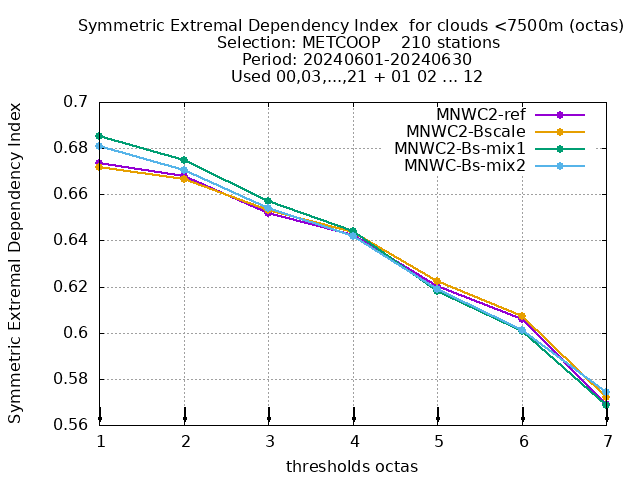 Symmetric Extremal Dependency Index  for clouds <7500m (octas)
Selection: METCOOP    210 stations
Period: 20240601-20240630
Used 00,03,...,21 + 01 02 ... 12
Symmetric Extremal Dependency Index
0.7
0.68
0.66
0.64
0.62
0.6
0.58
0.56
MNWC2-ref
MNWC2-Bscale
MNWC2-Bs-mix1
MNWC-Bs-mix2
1 2 3 4 5 6 7
thresholds octas